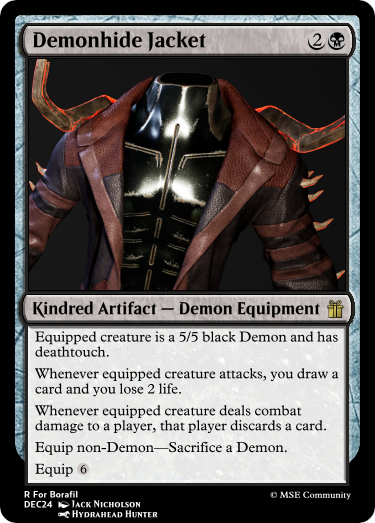 Demonhide Jacket 2
Kindred Artifact — Demon Equipment
Equipped creature is a 5/5 black Demon and has
deathtouch.
Whenever equipped creature attacks, you draw a
card and you lose 2 life.
Whenever equipped creature deals combat
damage to a player, that player discards a card.
Equip non-Demon—Sacrifice a Demon.
Equip 6
R For Borafil
DEC24 Jack Nicholson © MSE Community
Hydrahead Hunter